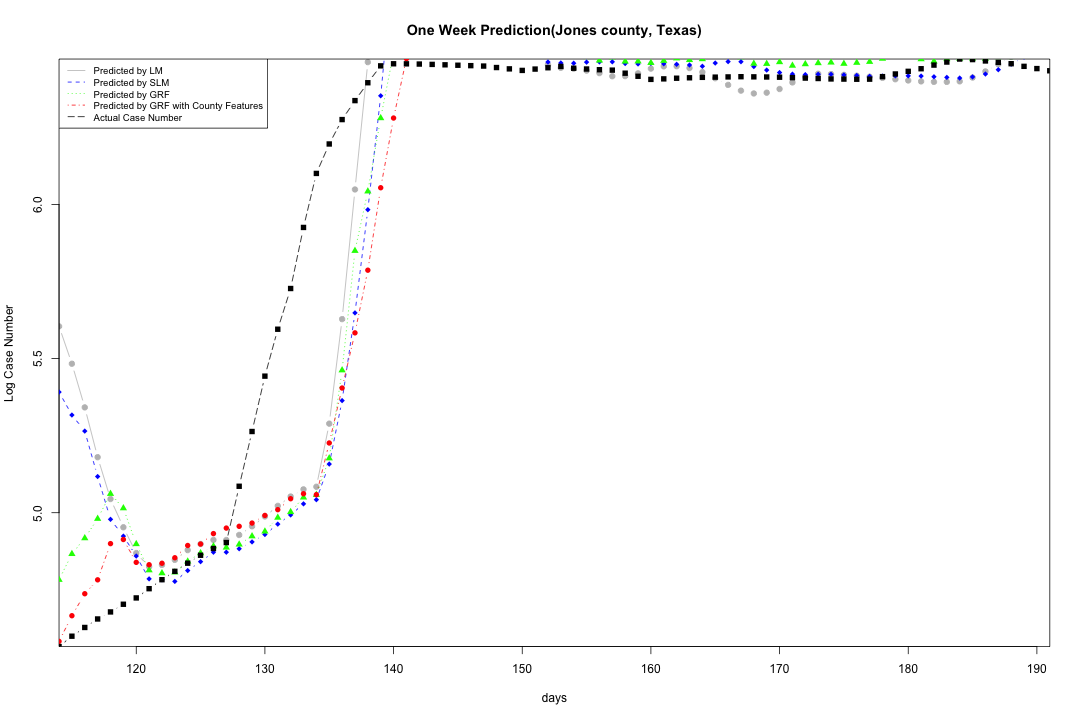 One Week Prediction(Jones county, Texas)
Predicted by LM
Predicted by SLM
Predicted by GRF
Predicted by GRF with County Features
Actual Case Number
Log Case Number
6.0
5.5
5.0
120 130 140 150 160 170 180 190
days